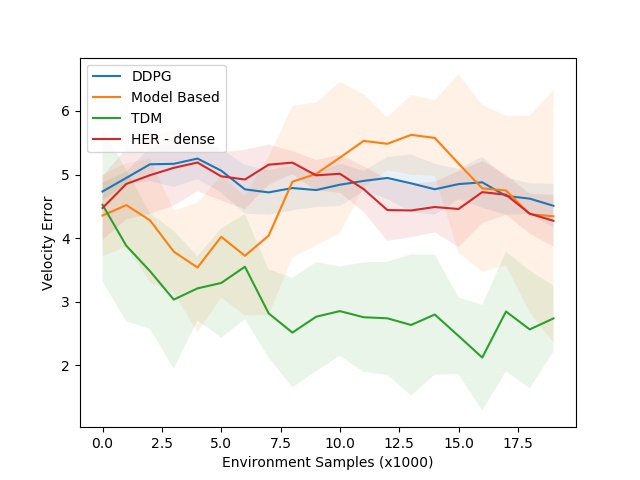 DDPG
Model Based
TDM
HER - dense
6
5
4
3
2
Velocity Error
0.0 2.5 5.0 7.5 10.0 12.5 15.0 17.5
Environment Samples (x1000)